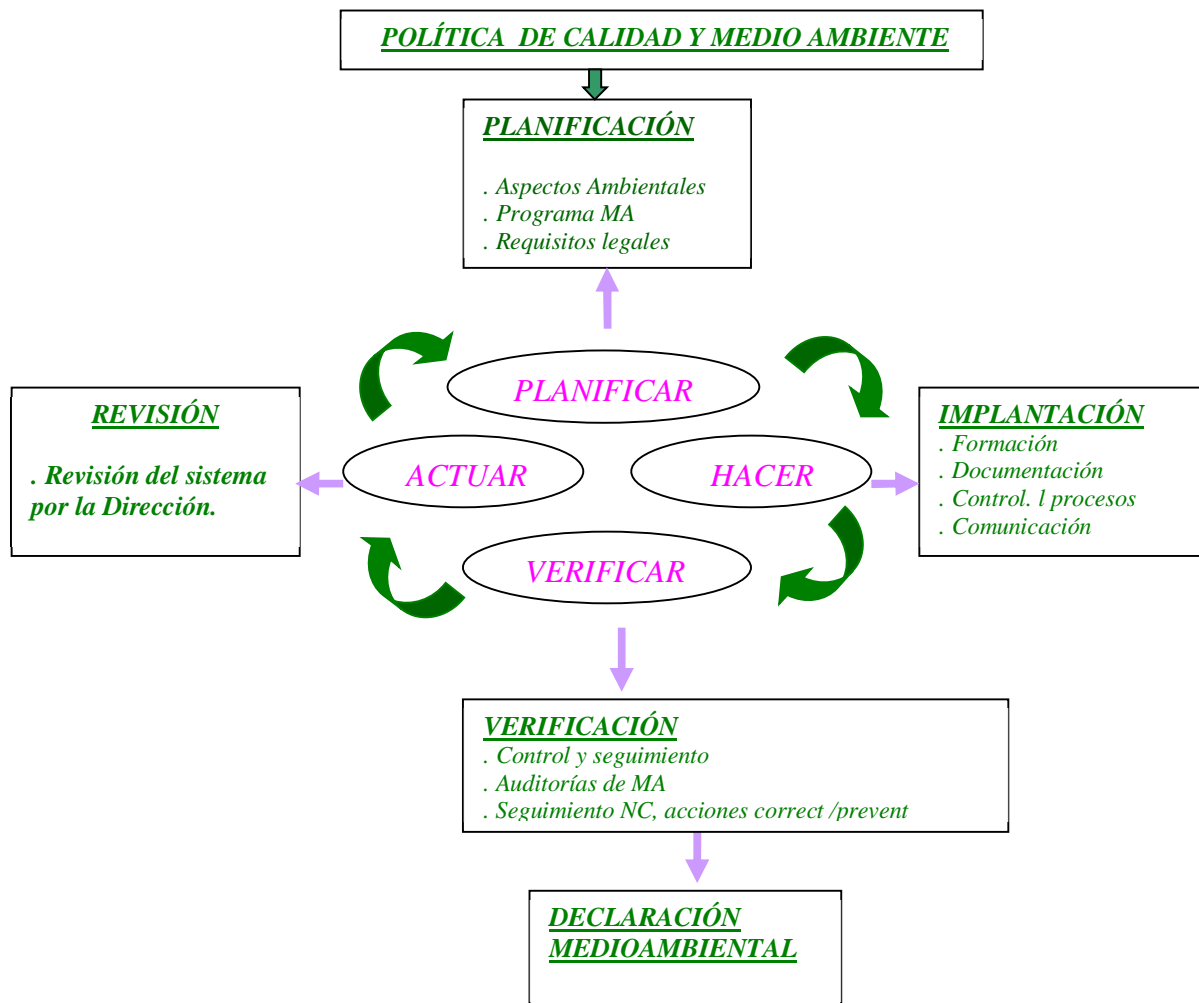 POLÍTICA DE CALIDAD Y MEDIO AMBIENTE
PLANIFICACIÓN
. Aspectos Ambientales
. Programa MA
. Requisitos legales
PLANIFICAR
REVISIÓN
. Revisión del sistema
por la Dirección.
ACTUAR
HACER
IMPLANTACIÓN
. Formación
. Documentación
. Control. l procesos
. Comunicación
VERIFICAR
VERIFICACIÓN
. Control y seguimiento
. Auditorías de MA
. Seguimiento NC, acciones correct /prevent
DECLARACIÓN
MEDIOAMBIENTAL